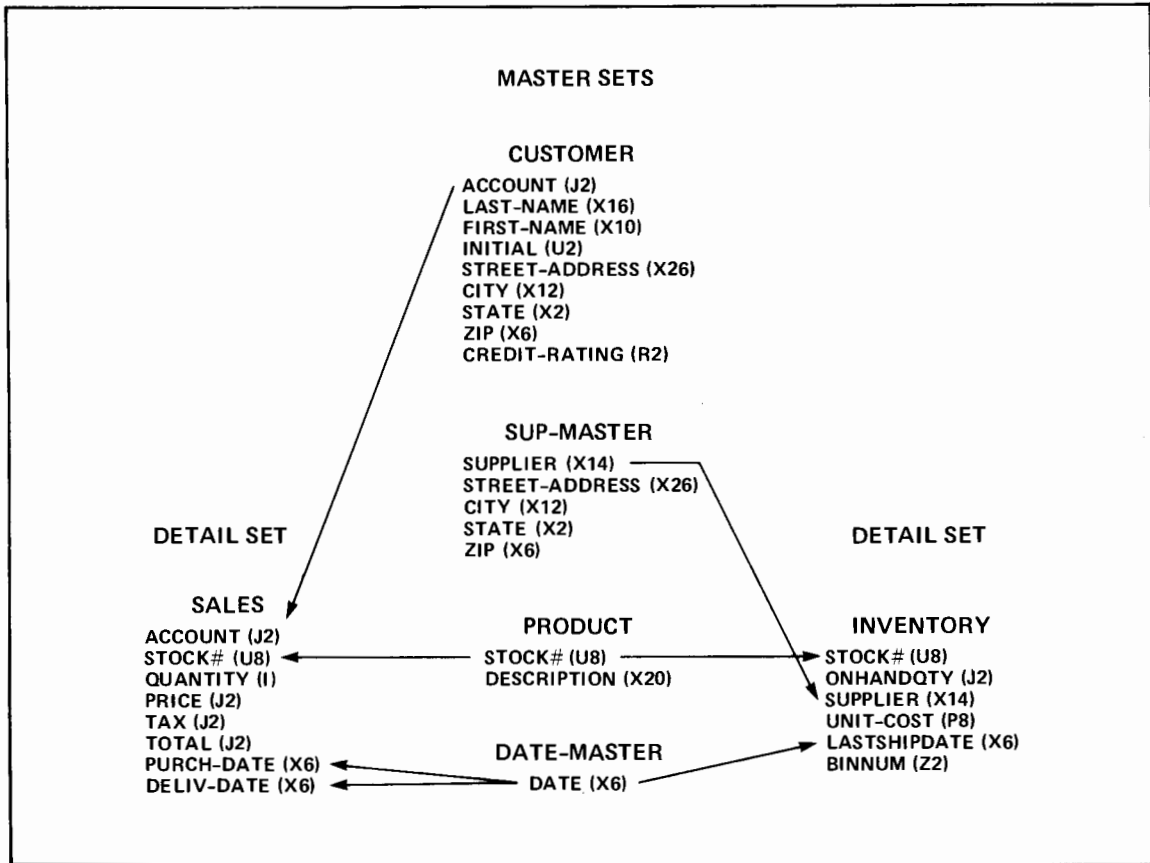 MASTER SETS
CUSTOMER
ACCOUNT (J2)
LAST-NAME (X16)
FIRST-NAME (X10)
INITIAL (U2)
STREET-ADDRESS (X26)
CITY (X12)
STATE (X2)
ZIP (X6)
CREDIT-RATING (R2)
SUP-MASTER
SUPPLIER (X14)
STREET-ADDRESS (X26)
CITY (X12)
STATE (X2)
ZIP (X6)
DETAIL SET
SALES
ACCOUNT (J2)
STOCK# (U8)
QUANTITY (I)
PRICE (J2)
TAX (J2)
TOTAL (J2)
PURCH-DATE (X6)
DELIV-DATE (X6)
PRODUCT
STOCK# (U8)
DESCRIPTION (X20)
DATE-MASTER
DATE (X6)
DETAIL SET
INVENTORY
STOCK# (U8)
ONHANDQTY (J2)
SUPPLIER (X14)
UNIT-COST (P8)
LASTSHIPDATE (X6)
BINNUM (Z2)